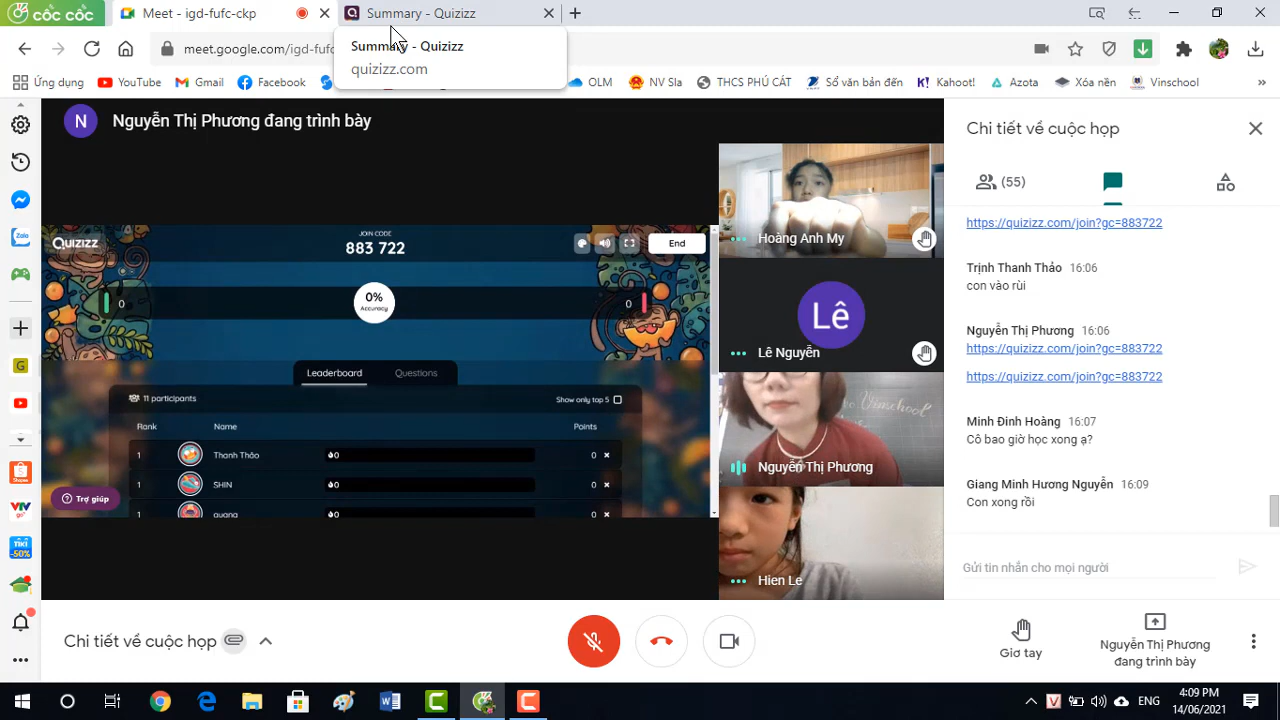 cốc cốc
Meet - igd-fufc-ckp
Summary - Quizizz
meet.google.com/igd-fufc
Summary - Quizizz
quizizz.com
Ứng dụng
YouTube
Gmail
Facebook
OLM
NV Sla
THCS PHÚ CÁT
Sổ văn bản đến
Kahoot!
Azota
Xóa nền
Vinschool
»
N
Nguyễn Thị Phương đang trình bày
Quizizz
JOIN CODE
883 722
End
0
0%
Accuracy
0
Leaderboard
Questions
11 participants
Show only top 5
Rank
Name
Points
1
Thanh Thảo
0
0
1
SHIN
0
0
1
quang
0
0
Trợ giúp
Hoàng Anh My
Lê
Lê Nguyễn
Vinschool
Nguyễn Thị Phương
Hien Le
Chi tiết về cuộc họp
(55)
https://quizizz.com/join?gc=883722
Trịnh Thanh Thảo 16:06
con vào rùi
Nguyễn Thị Phương 16:06
https://quizizz.com/join?gc=883722
https://quizizz.com/join?gc=883722
Minh Đinh Hoàng 16:07
Cô bao giờ học xong ạ?
Giang Minh Hương Nguyễn 16:09
Con xong rồi
Gửi tin nhắn cho mọi người
Chi tiết về cuộc họp
Giơ tay
Nguyễn Thị Phương
đang trình bày
Zalo
VTV
go
TIKI
-50%
ENG
4:09 PM
14/06/2021